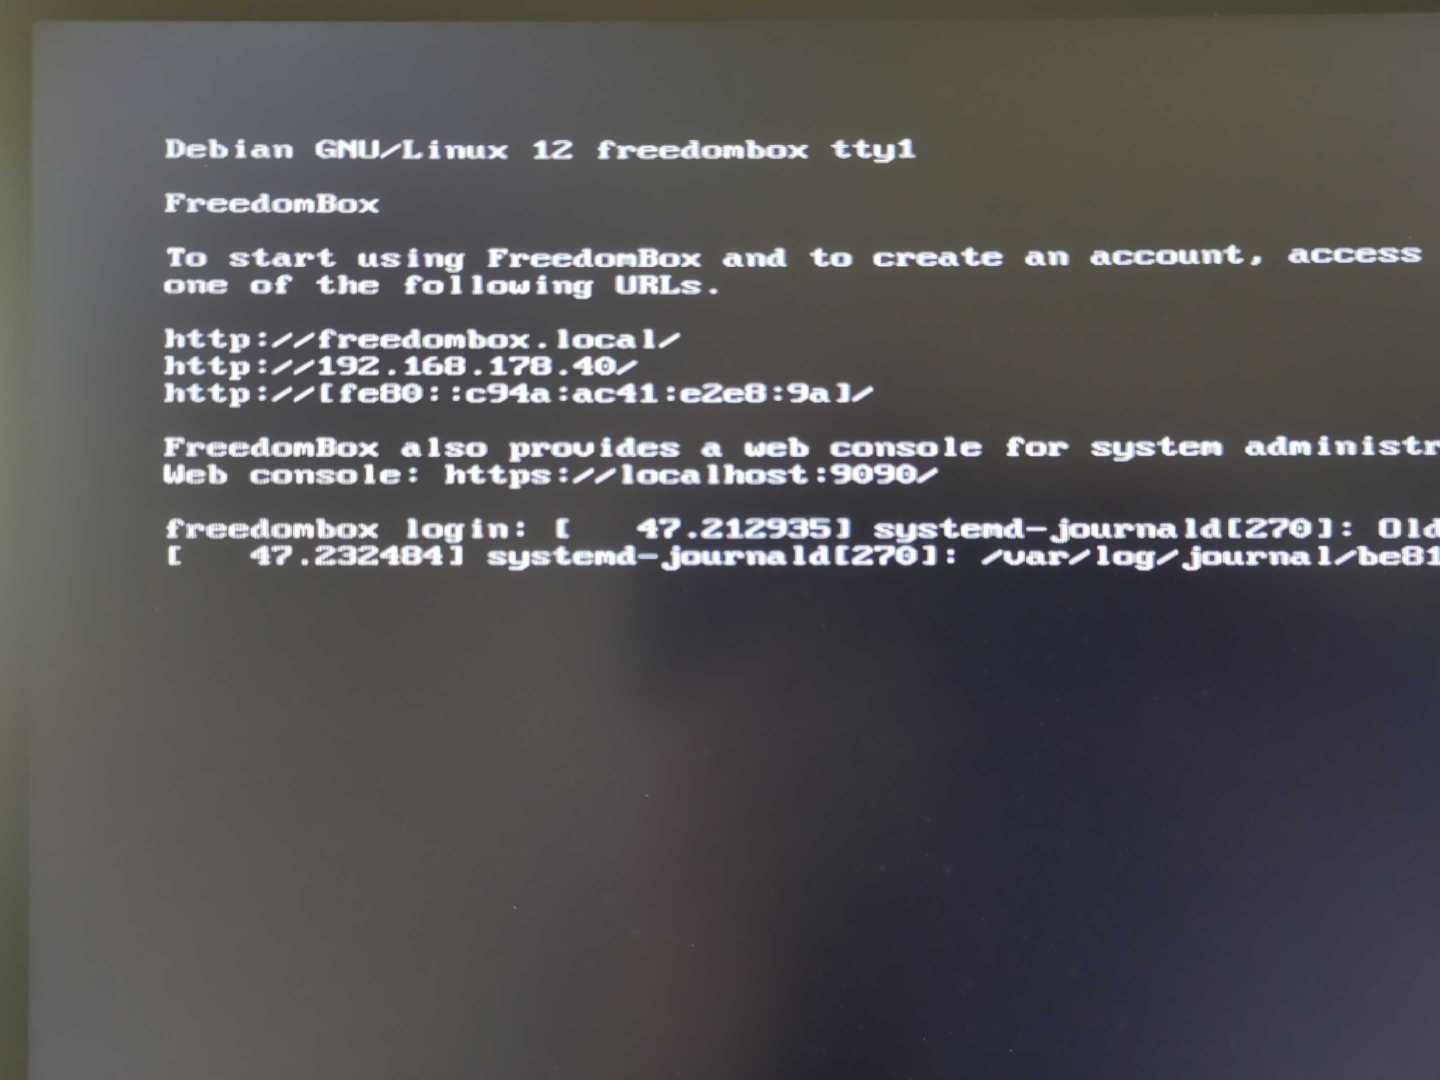 Debian GNU/Linux 12 freedombox tty1
FreedomBox
To start using FreedomBox and to create an account, access
one of the following URLs.
http://freedombox.local/
http://192.168.178.40/
http://[fe80::c94a:ac41:e2e8:9a]/
FreedomBox also provides a web console for system administr
Web console: https://localhost:9090/
freedombox login: [   47.212935] systemd-journald[270]: Old
[   47.232484] systemd-journald[270]: /var/log/journal/be81